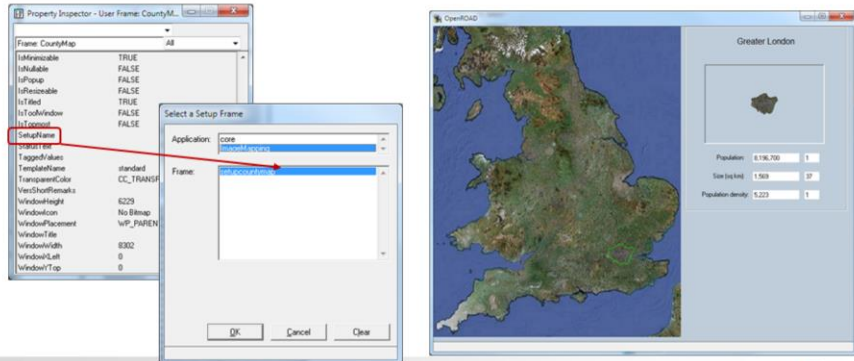 Property Inspector - User Frame: CountyM...
Frame: CountyMap
All
IsMinimizable TRUE
IsNullable FALSE
IsPopup FALSE
IsResizeable FALSE
IsTitled TRUE
IsToolWindow FALSE
IsTopmost FALSE
SetupName
StatusText
TaggedValues
TemplateName standard
TransparentColor CC_TRANSP
VersShortRemarks
WindowHeight 6229
WindowIcon No Bitmap
WindowPlacement WP_PAREN
WindowTitle
WindowWidth 8302
WindowXLeft 0
WindowYTop 0
Select a Setup Frame
Application: core
imageMapping
Frame: setupcountymap
OK Cancel Clear
OpenROAD
Greater London
Population: 8,196,700 1
Size (sq km): 1,569 37
Population density: 5,223 1